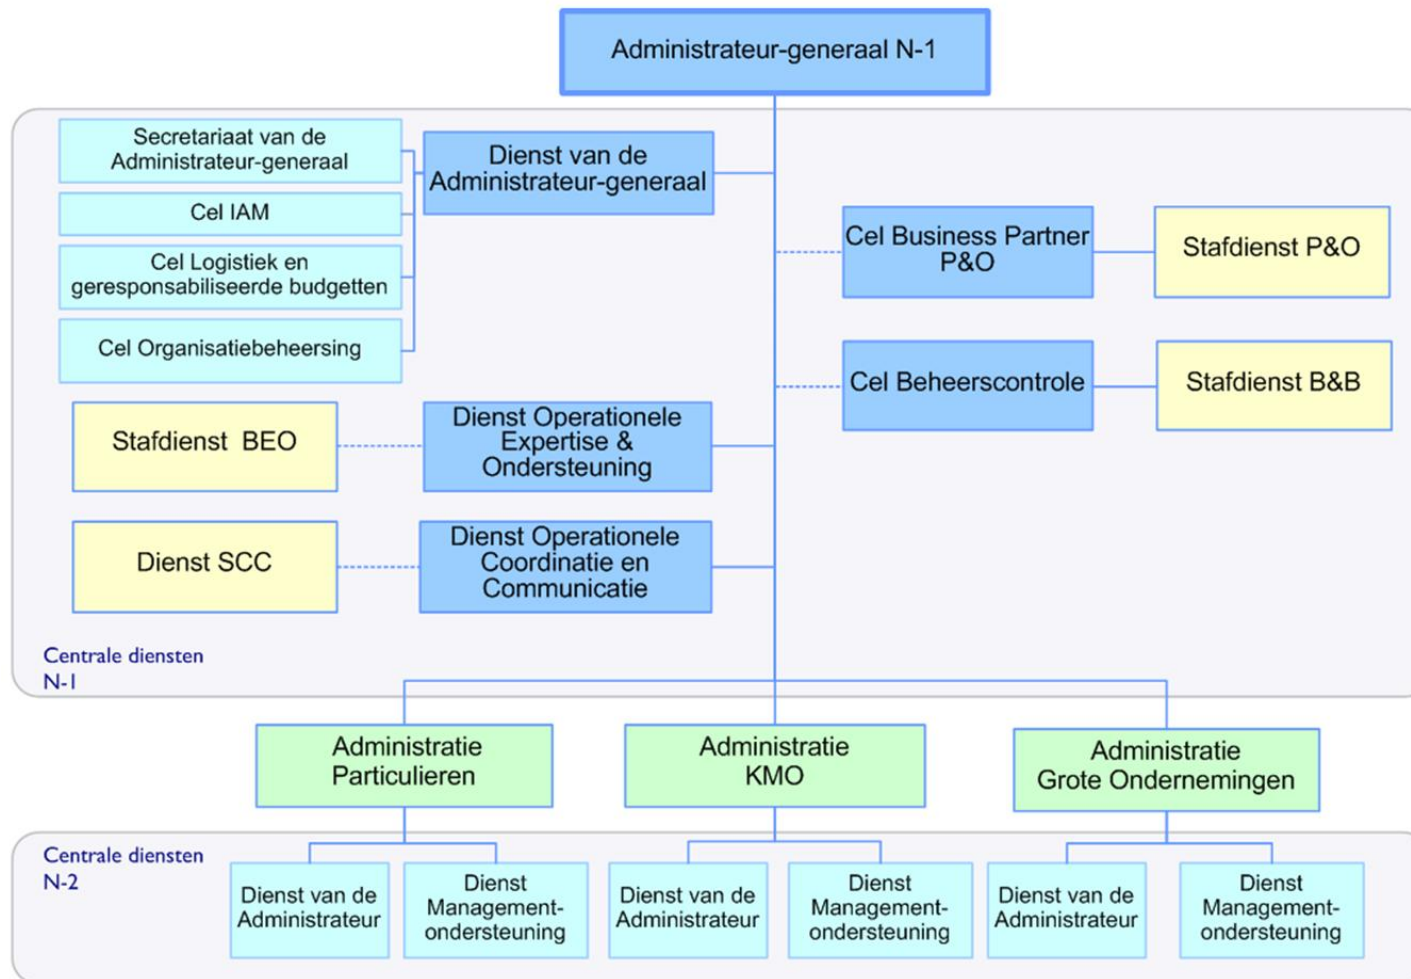 Administrateur-generaal N-1
Secretariaat van de
Administrateur-generaal
Cel IAM
Cel Logistiek en
geresponsabiliseerde budgetten
Cel Organisatiebeheersing
Dienst van de
Administrateur-generaal
Cel Business Partner
P&O
Stafdienst P&O
Cel Beheerscontrole
Stafdienst B&B
Stafdienst BEO
Dienst Operationele
Expertise &
Ondersteuning
Dienst SCC
Dienst Operationele
Coordinatie en
Communicatie
Centrale diensten
N-1
Administratie
Particulieren
Administratie
KMO
Administratie
Grote Ondernemingen
Centrale diensten
N-2
Dienst van de
Administrateur
Dienst
Management-
ondersteuning
Dienst van de
Administrateur
Dienst
Management-
ondersteuning
Dienst van de
Administrateur
Dienst
Management-
ondersteuning